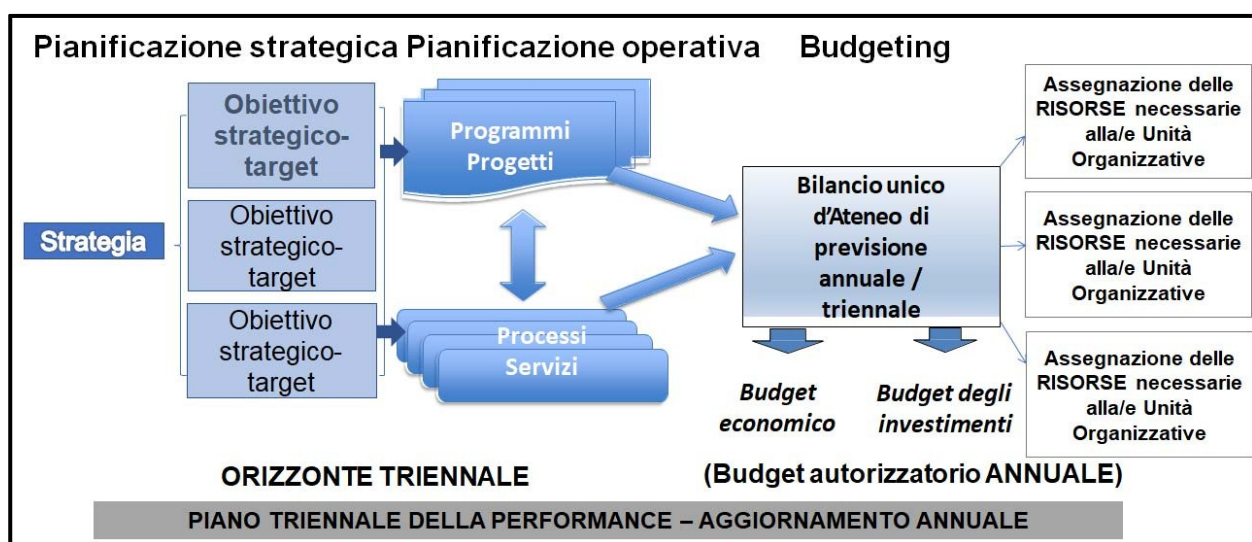 Pianificazione strategica Pianificazione operativa Budgeting
Strategia
Obiettivo
strategico-
target
Obiettivo
strategico-
target
Obiettivo
strategico-
target
Programmi
Progetti
Processi
Servizi
Bilancio unico
d'Ateneo di
previsione
annuale /
triennale
Budget
economico
Budget degli
investimenti
Assegnazione delle
RISORSE necessarie
alla/e Unità
Organizzative
Assegnazione delle
RISORSE necessarie
alla/e Unità
Organizzative
Assegnazione delle
RISORSE necessarie
alla/e Unità
Organizzative
ORIZZONTE TRIENNALE
(Budget autorizzatorio ANNUALE)
PIANO TRIENNALE DELLA PERFORMANCE – AGGIORNAMENTO ANNUALE